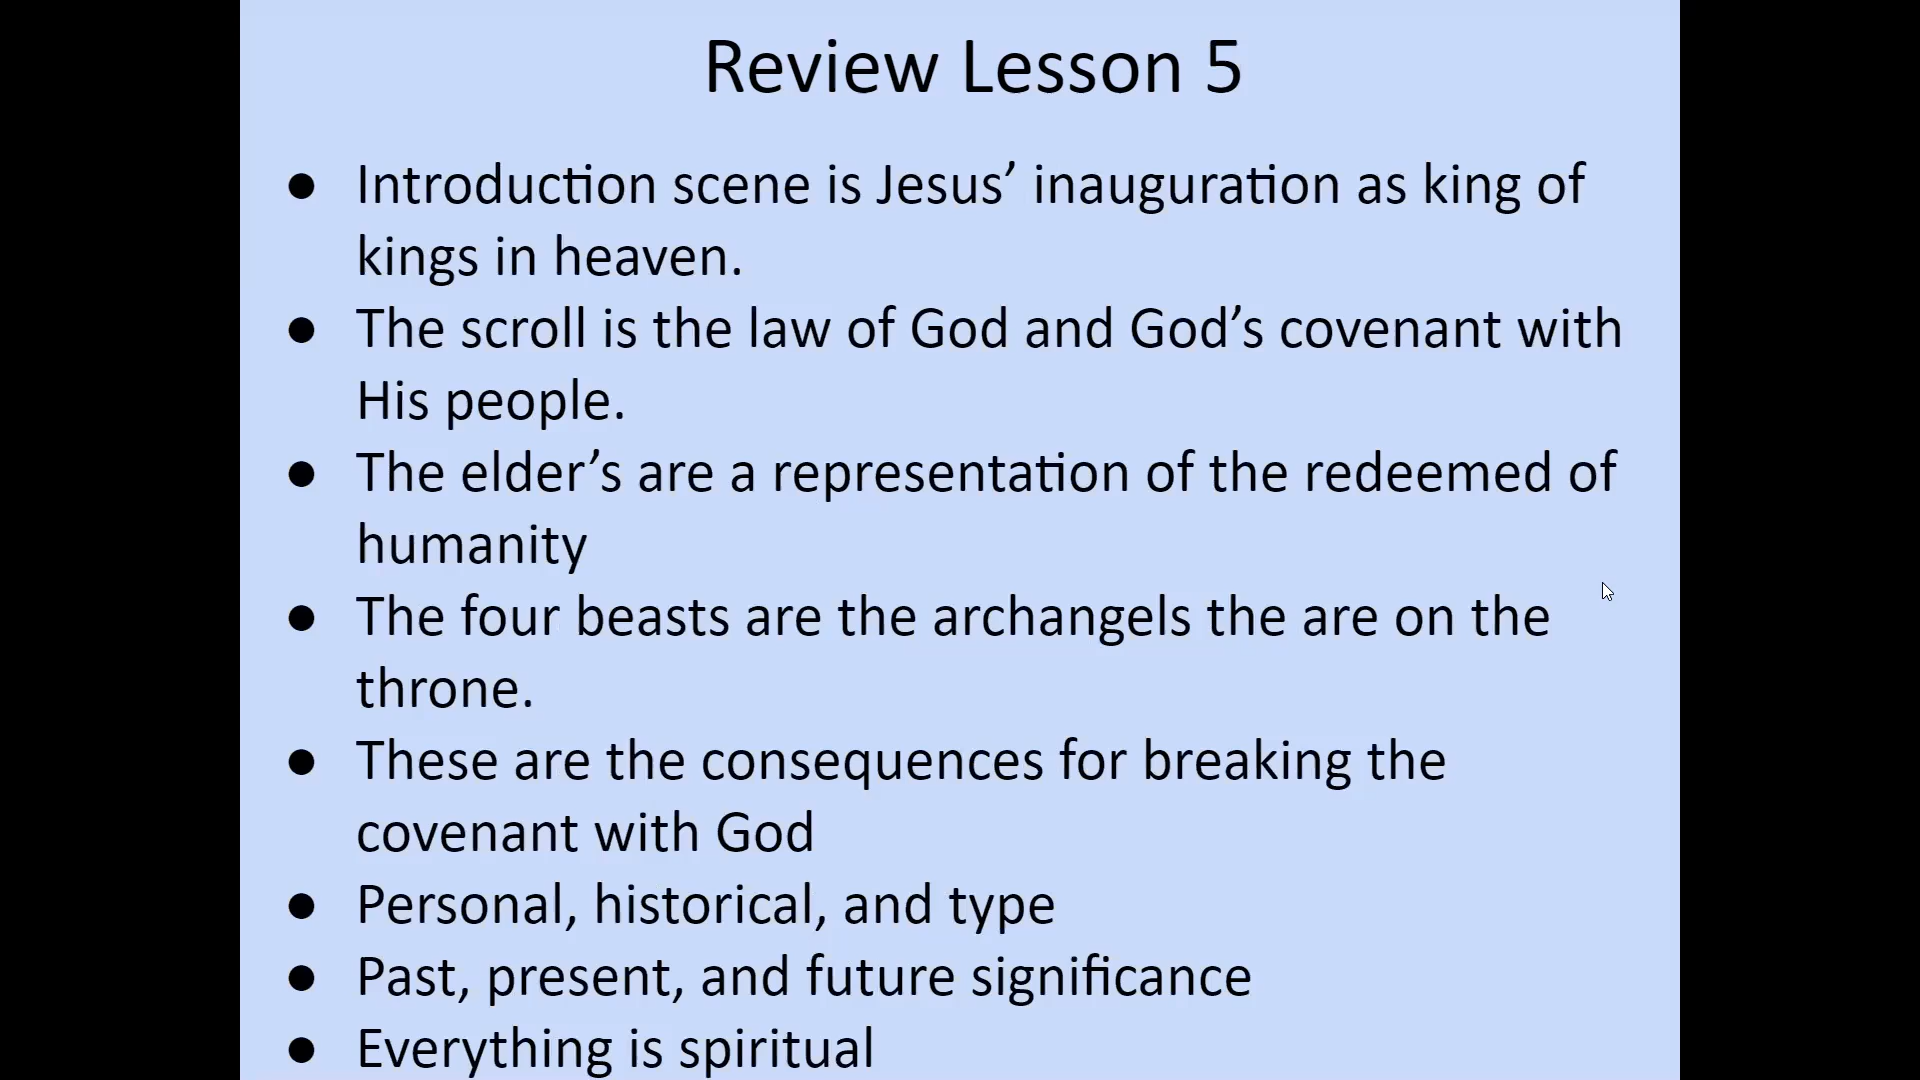 Review Lesson 5
● Introduction scene is Jesus’ inauguration as king of
kings in heaven.
● The scroll is the law of God and God’s covenant with
His people.
● The elder’s are a representation of the redeemed of
humanity
● The four beasts are the archangels the are on the
throne.
● These are the consequences for breaking the
covenant with God
● Personal, historical, and type
● Past, present, and future significance
● Everything is spiritual